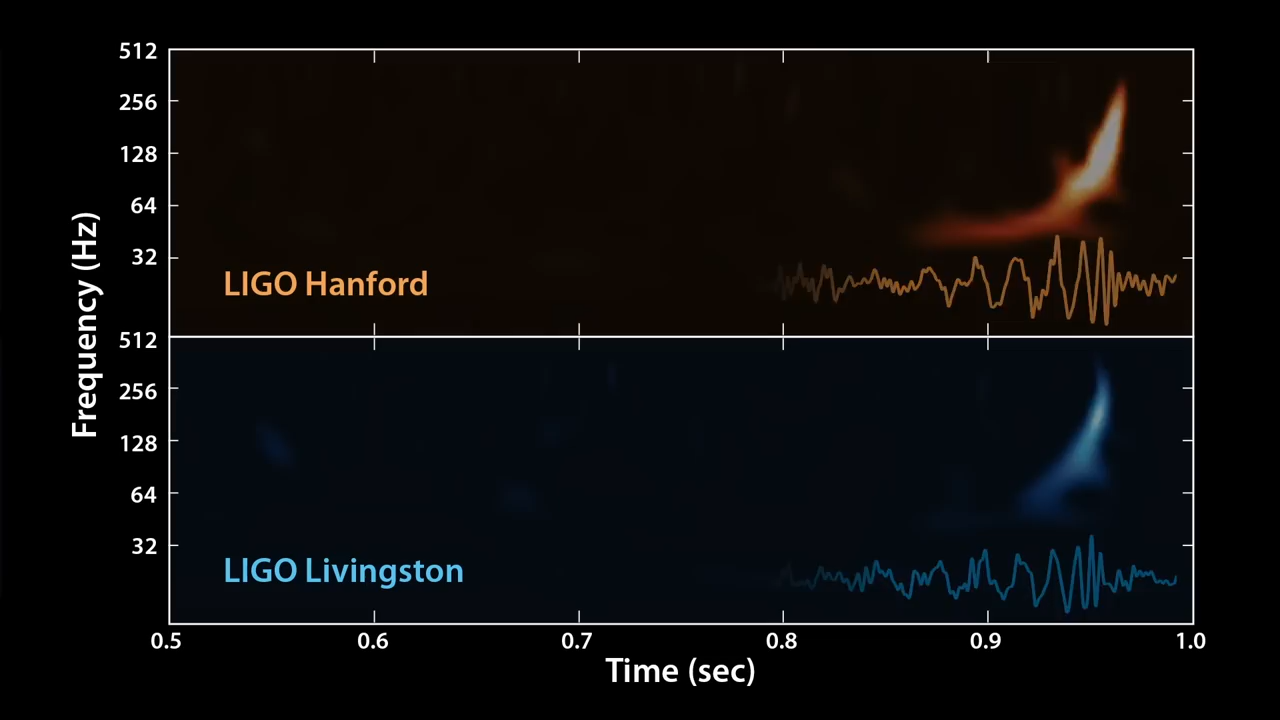 512
256
128
64
32
LIGO Hanford
512
256
128
64
32
LIGO Livingston
Frequency (Hz)
0.5 0.6 0.7 0.8 0.9 1.0
Time (sec)